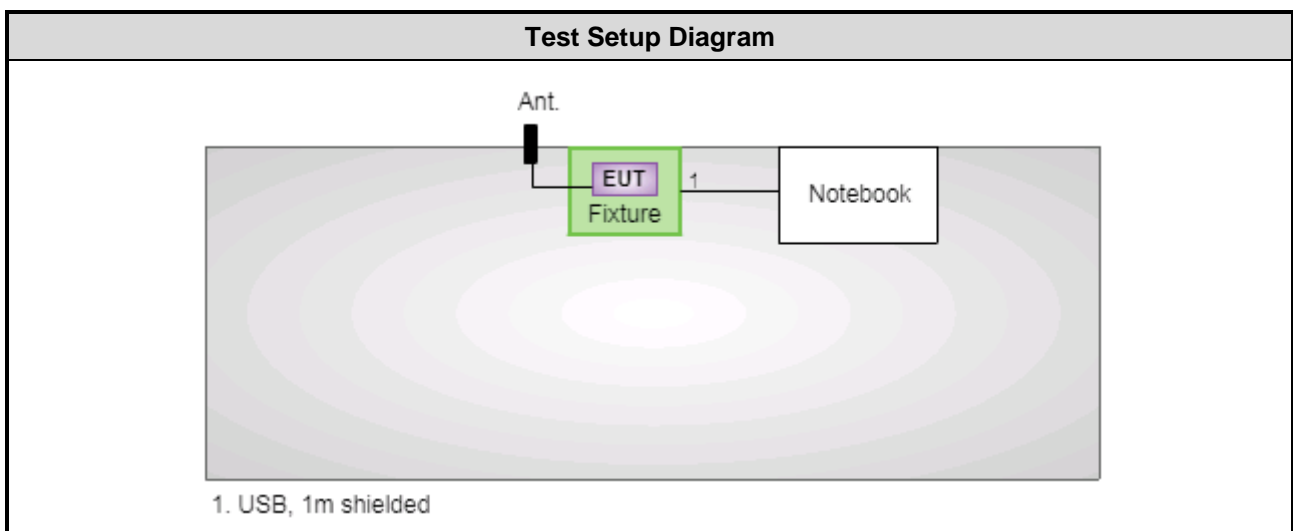 Test Setup Diagram
Ant.
EUT
1
Fixture
Notebook
1. USB, 1m shielded